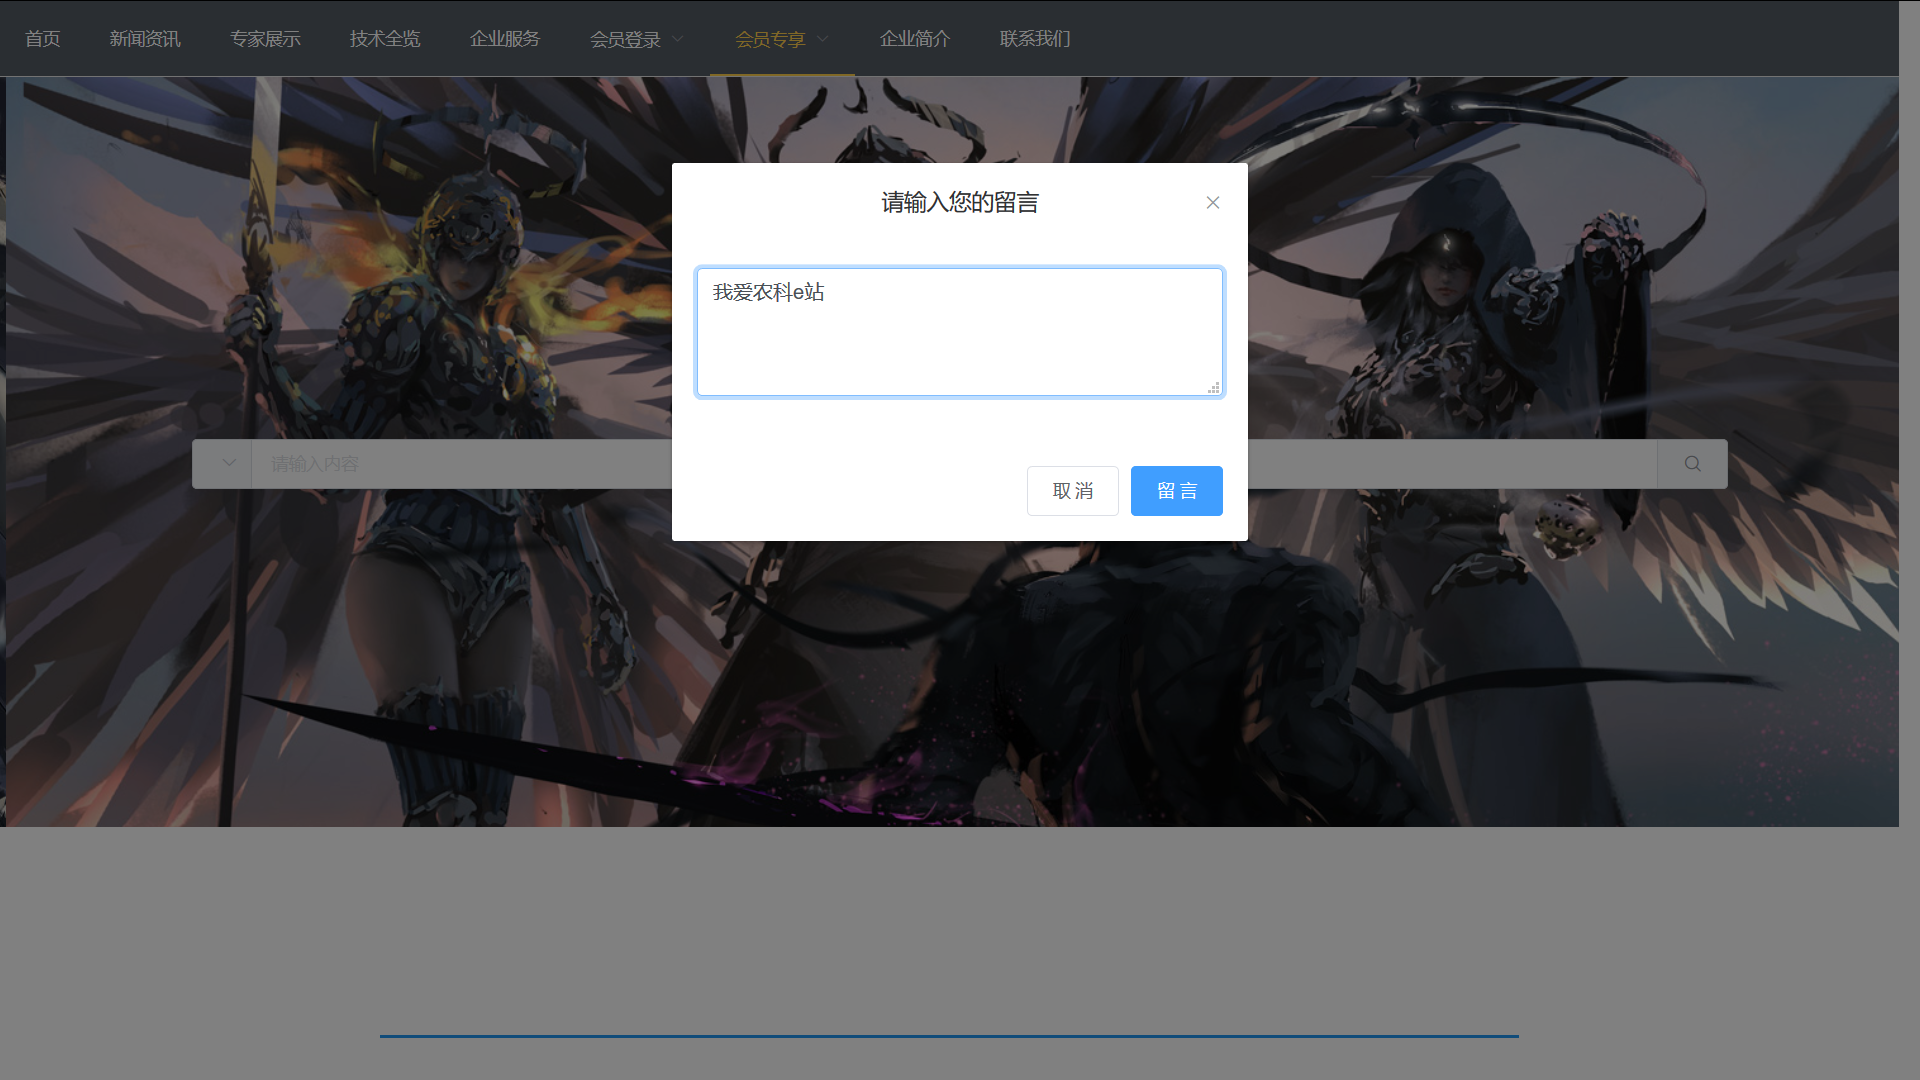 首页 新闻资讯 专家展示 技术全览 企业服务 会员登录 会员专享 企业简介 联系我们
请输入您的留言
我爱农科e站
请输入内容
取消 留言